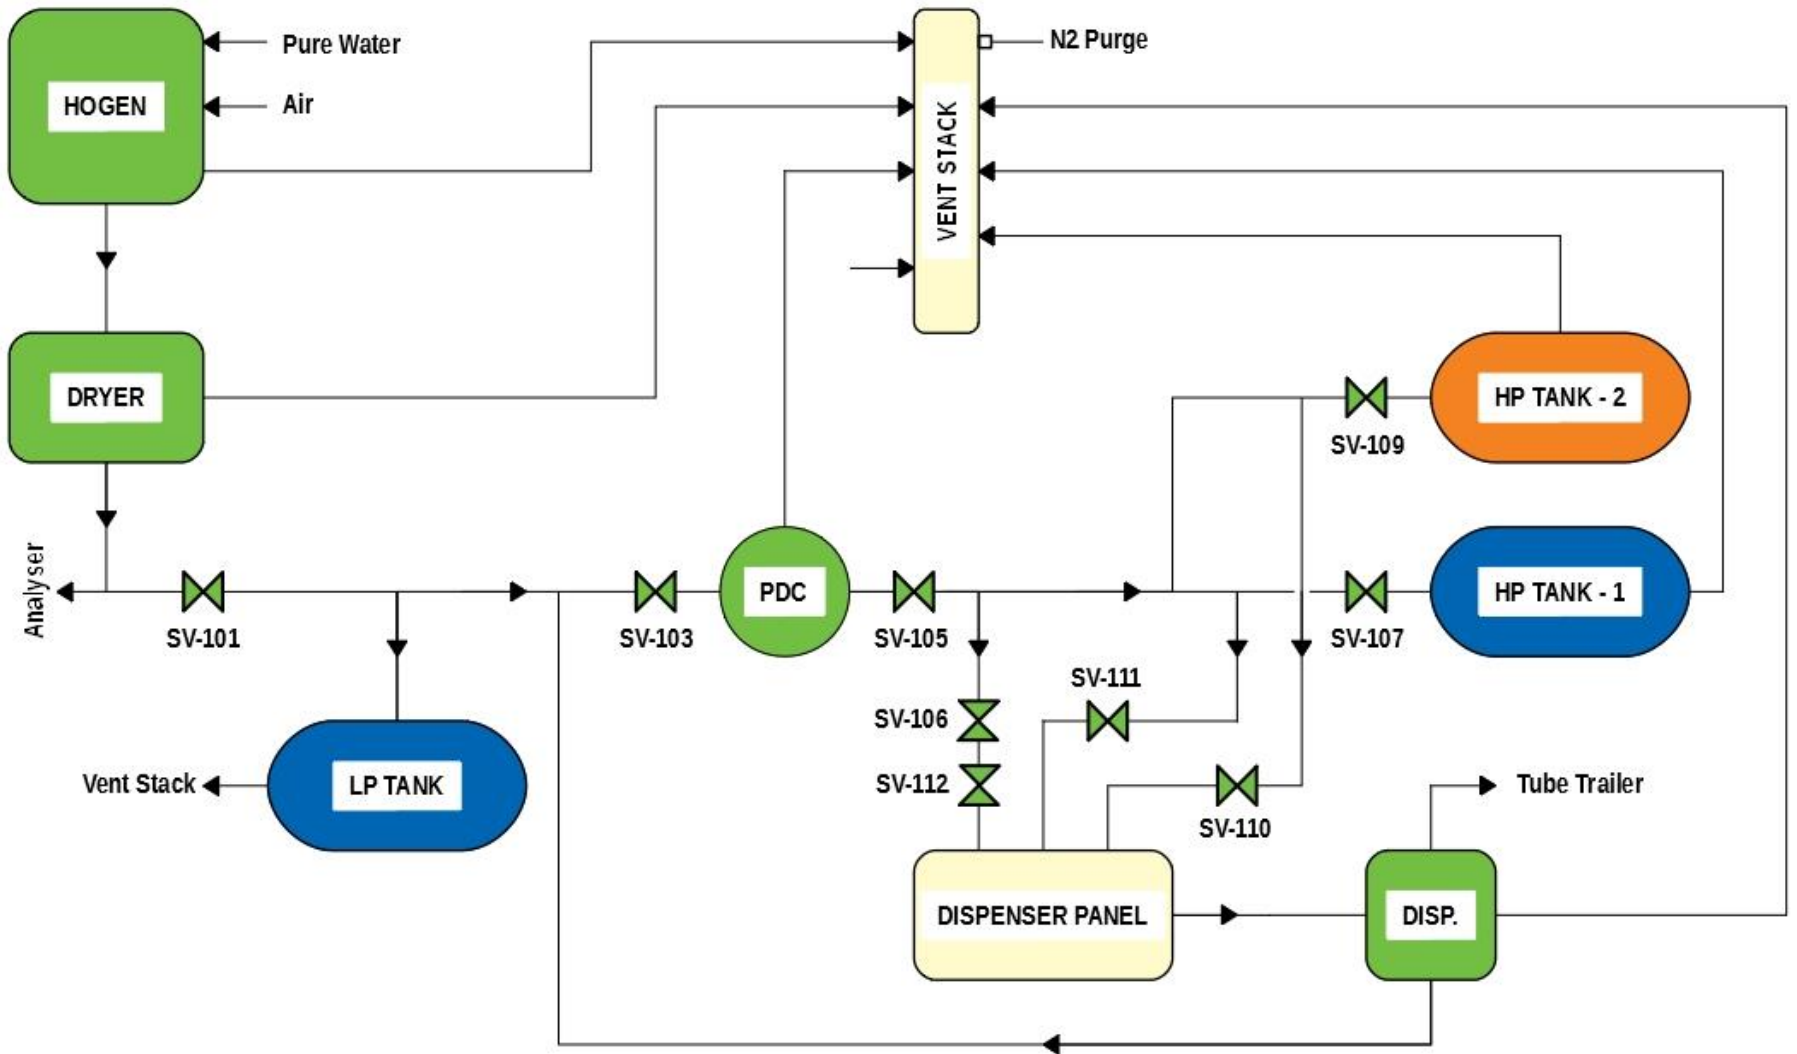 Pure Water
N2 Purge
HOGEN
Air
VENT STACK
DRYER
HP TANK - 2
SV-109
Analyser
PDC
HP TANK - 1
SV-101
SV-103
SV-105
SV-107
SV-111
SV-106
Vent Stack
LP TANK
SV-112
Tube Trailer
SV-110
DISPENSER PANEL
DISP.